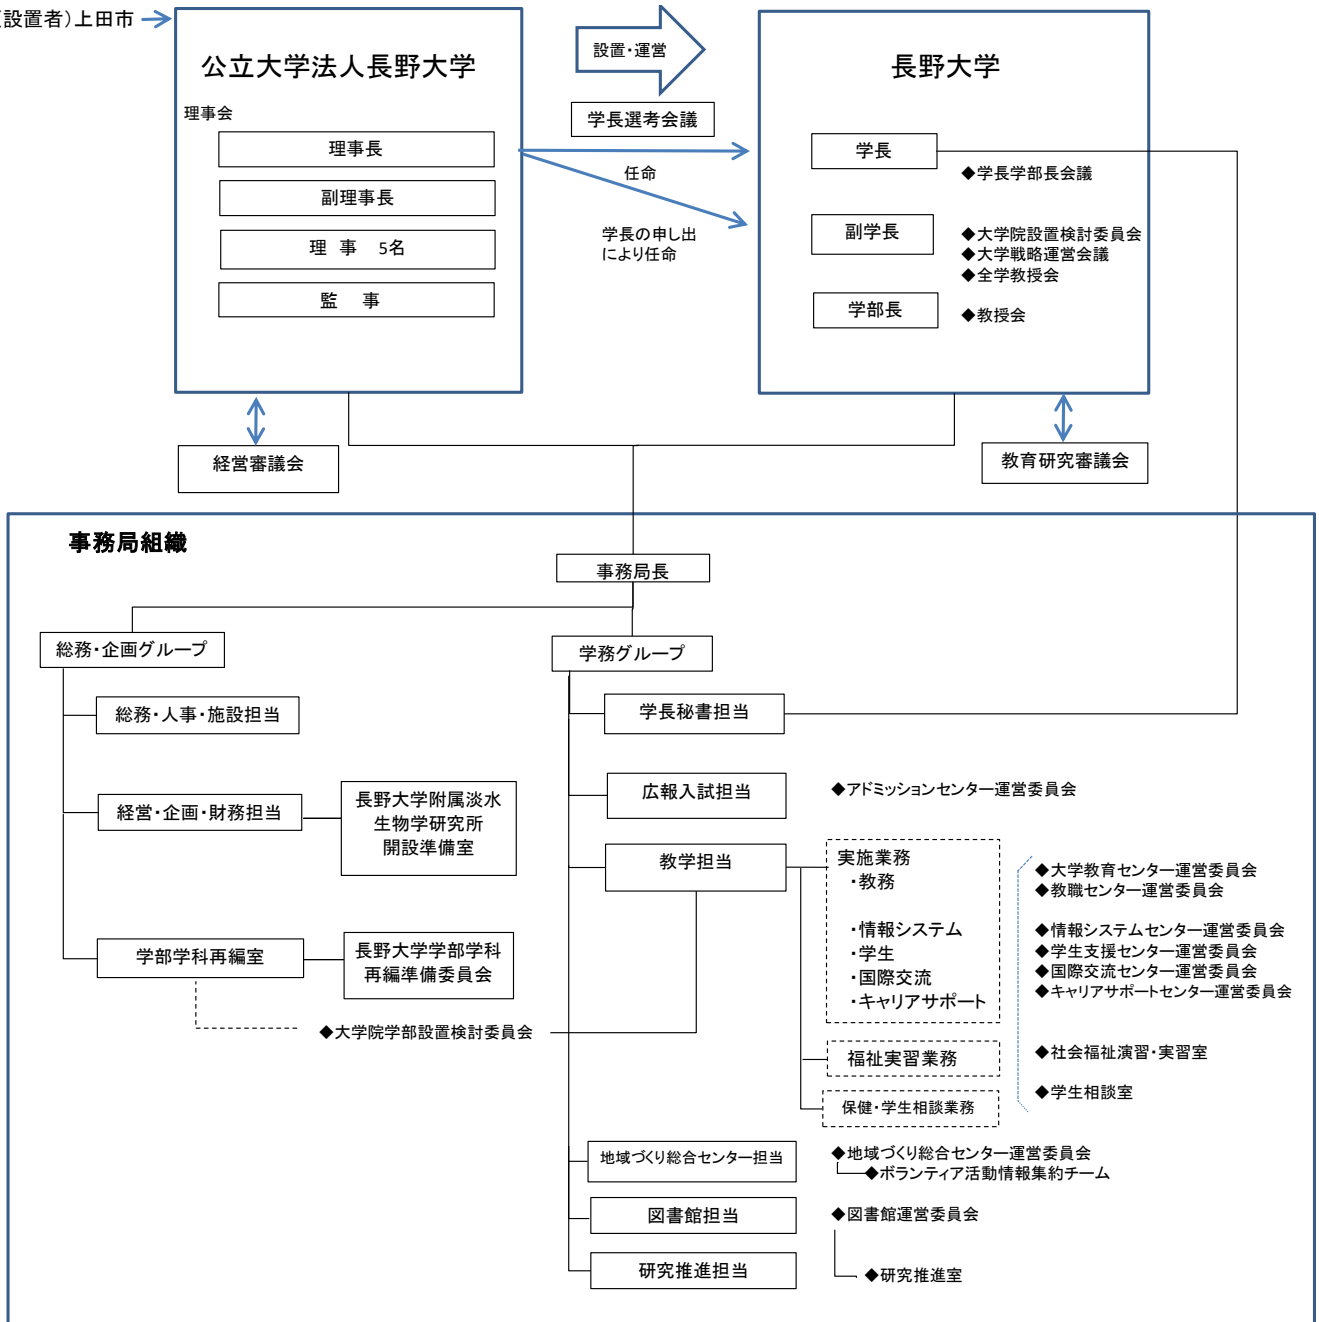 （設置者）上田市
公立大学法人長野大学
理事会
理事長
副理事長
理　事　5名
監　事
設置・運営
学長選考会議
任命
学長の申し出
により任命
長野大学
学長
◆学長学部長会議
副学長
◆大学院設置検討委員会
◆大学戦略運営会議
◆全学教授会
学部長
◆教授会
経営審議会
教育研究審議会
事務局組織
事務局長
総務・企画グループ
総務・人事・施設担当
経営・企画・財務担当
長野大学附属淡水
生物学研究所
開設準備室
学部学科再編室
長野大学学部学科
再編準備委員会
◆大学院学部設置検討委員会
学務グループ
学長秘書担当
広報入試担当
◆アドミッションセンター運営委員会
教学担当
実施業務
・教務
・情報システム
・学生
・国際交流
・キャリアサポート
◆大学教育センター運営委員会
◆教職センター運営委員会
◆情報システムセンター運営委員会
◆学生支援センター運営委員会
◆国際交流センター運営委員会
◆キャリアサポートセンター運営委員会
福祉実習業務
◆社会福祉演習・実習室
保健・学生相談業務
◆学生相談室
地域づくり総合センター担当
◆地域づくり総合センター運営委員会
◆ボランティア活動情報集約チーム
図書館担当
◆図書館運営委員会
研究推進担当
◆研究推進室